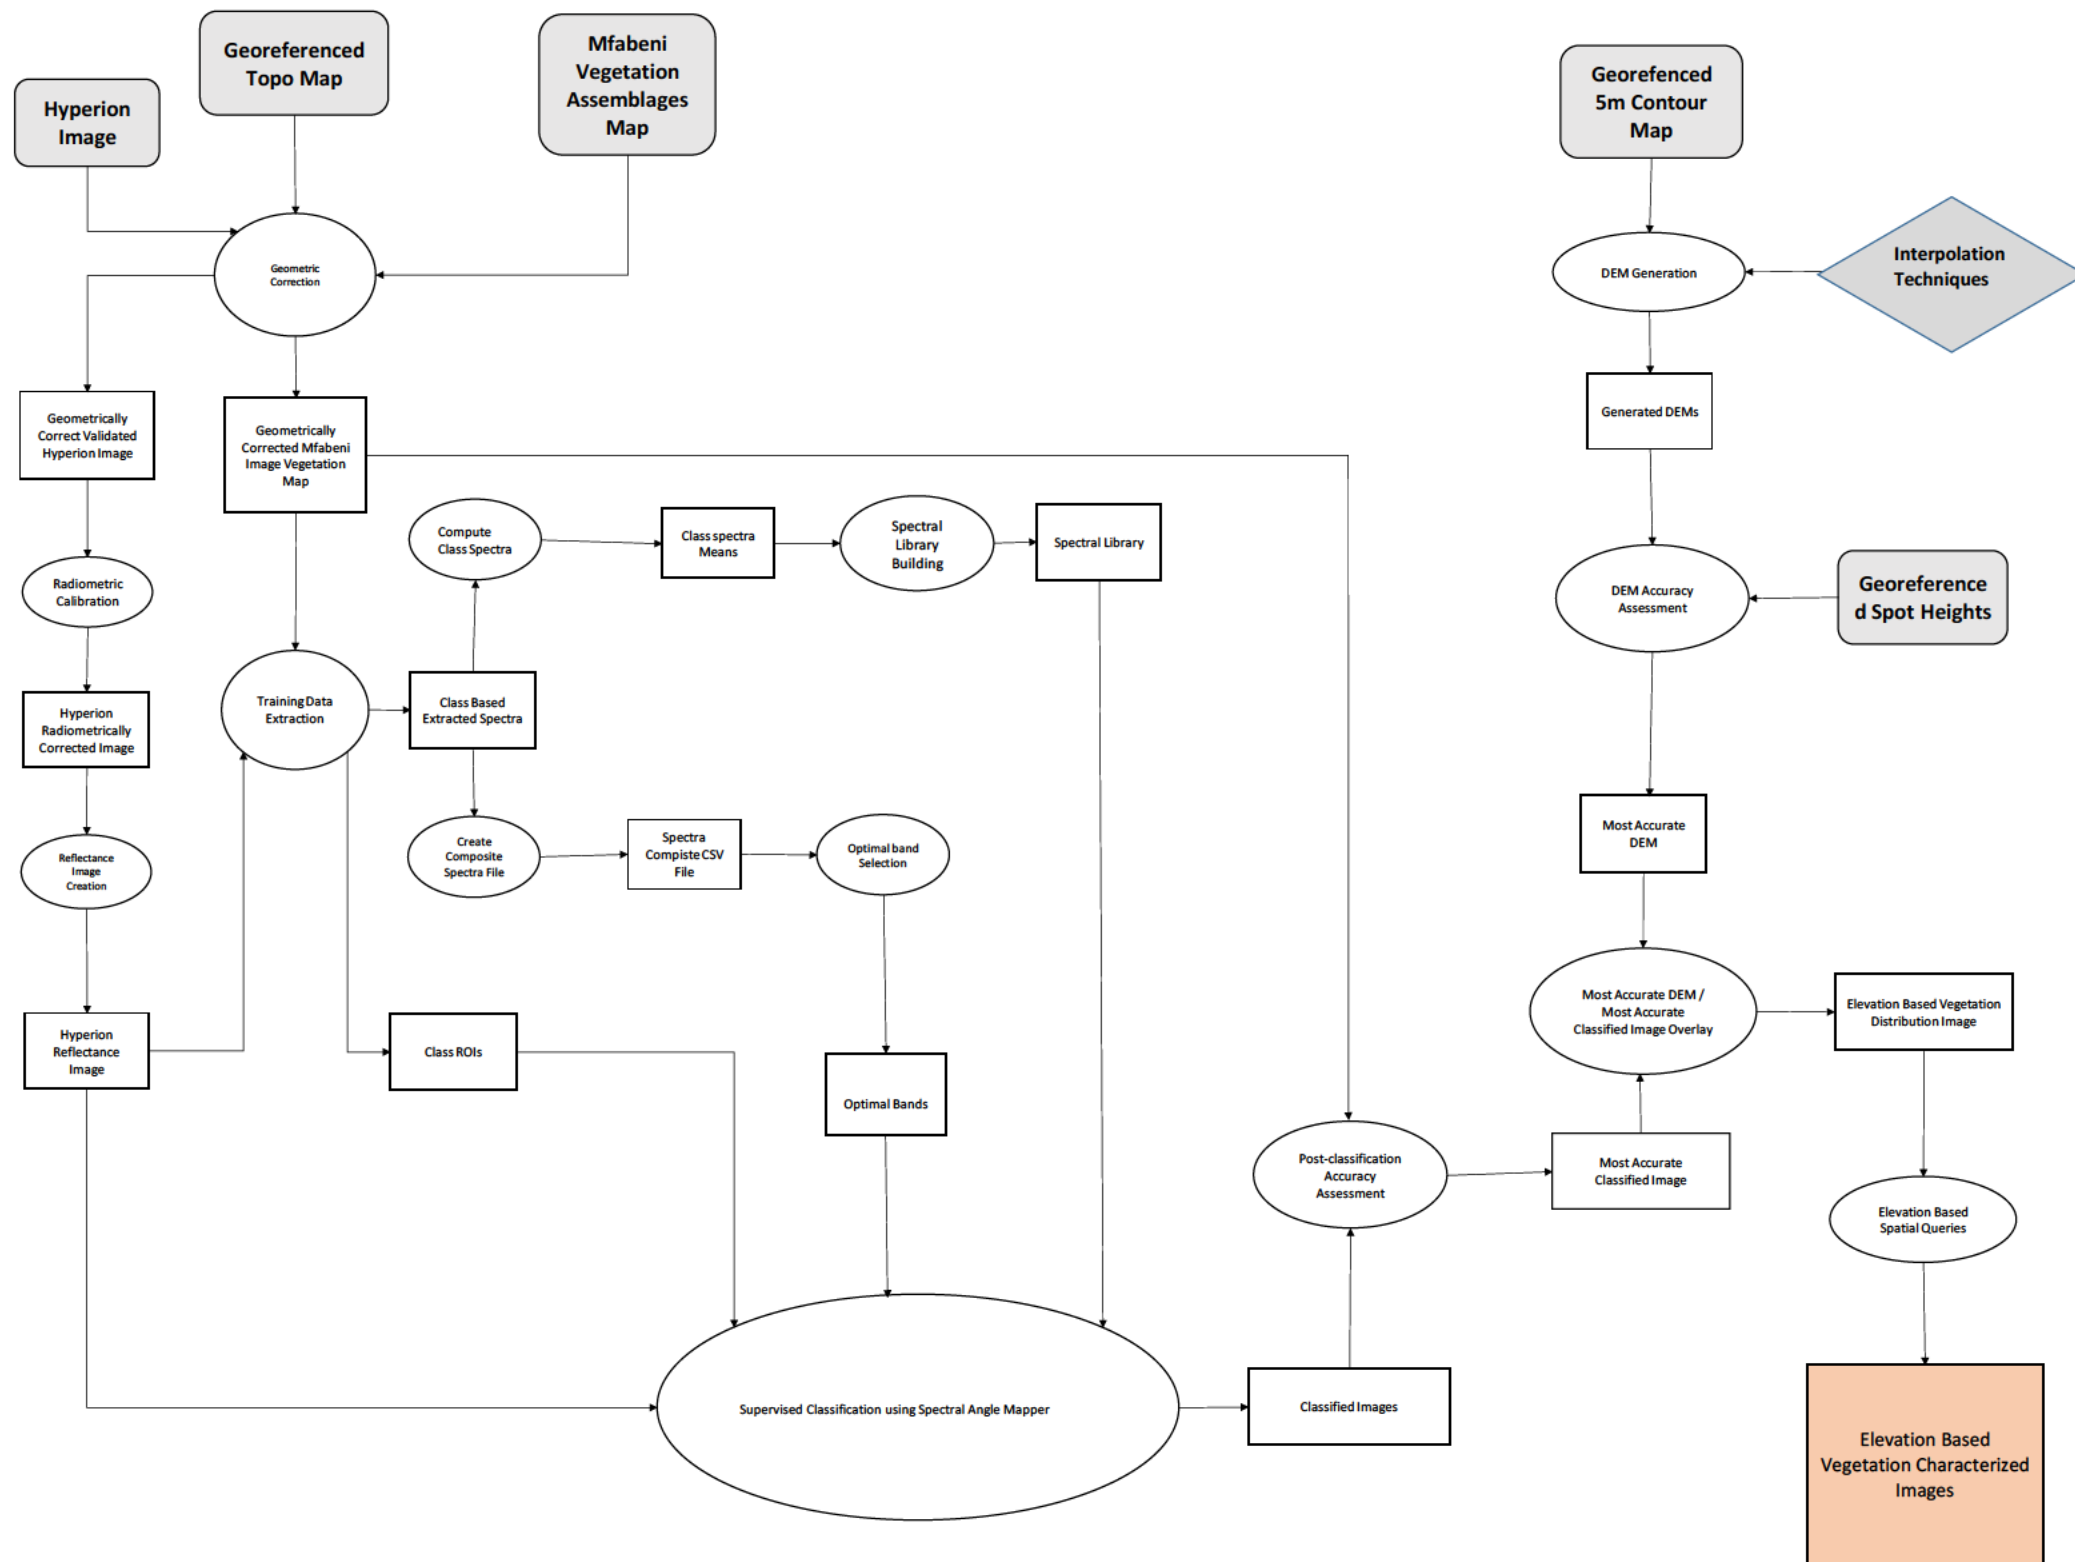 Hyperion
Image
Georeferenced
Topo Map
Mfabeni
Vegetation
Assemblages
Map
Georefenced
5m Contour
Map
Geometric
Correction
DEM Generation
Interpolation
Techniques
Geometrically
Correct Validated
Hyperion Image
Geometrically
Corrected Mfabeni
Image Vegetation
Map
Generated DEMs
Compute
Class Spectra
Class spectra
Means
Spectral
Library
Building
Spectral Library
Radiometric
Calibration
DEM Accuracy
Assessment
Georeference
d Spot Heights
Training Data
Extraction
Class Based
Extracted Spectra
Hyperion
Radiometrically
Corrected Image
Create
Composite
Spectra File
Spectra
Compiste CSV
File
Optimal band
Selection
Most Accurate
DEM
Reflectance
Image
Creation
Most Accurate DEM /
Most Accurate
Classified Image Overlay
Elevation Based Vegetation
Distribution Image
Hyperion
Reflectance
Image
Class ROIs
Optimal Bands
Post-classification
Accuracy
Assessment
Most Accurate
Classified Image
Elevation Based
Spatial Queries
Supervised Classification using Spectral Angle Mapper
Classified Images
Elevation Based
Vegetation Characterized
Images